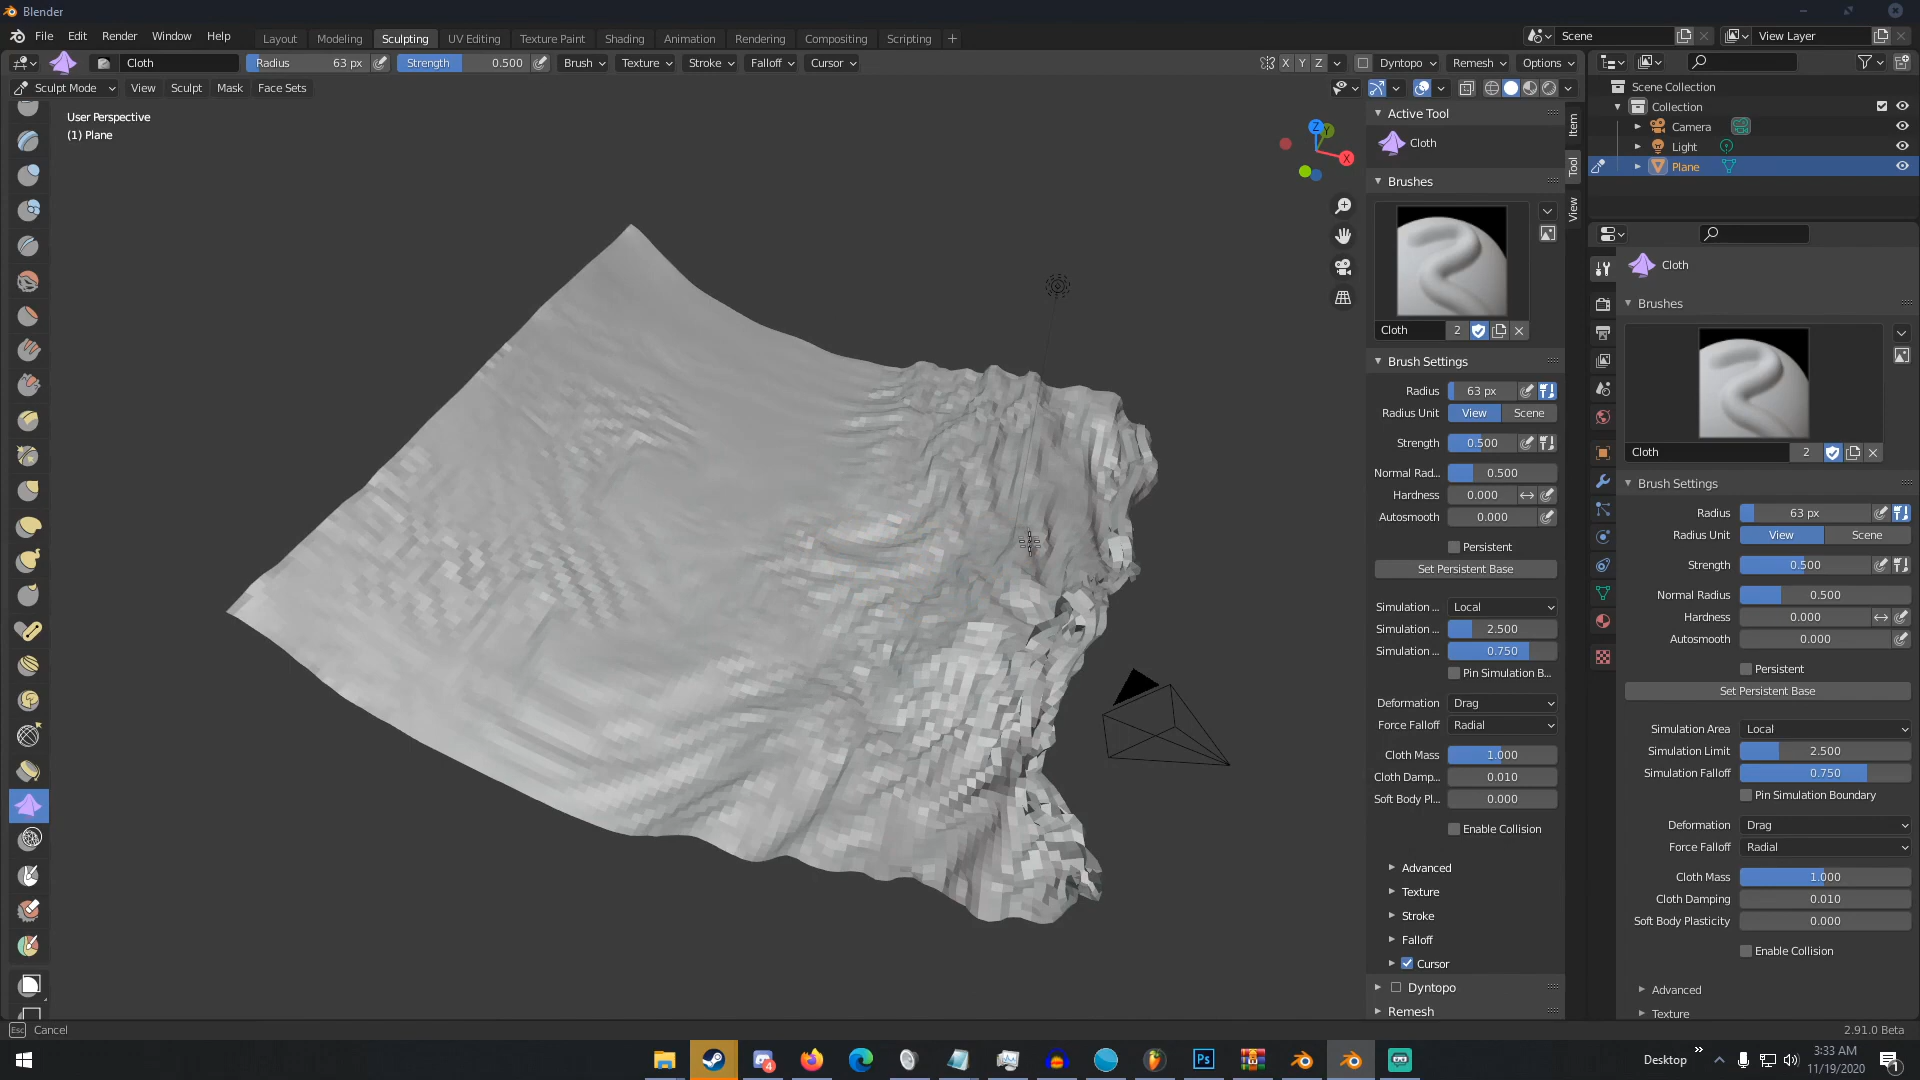 Blender
File Edit Render Window Help
Layout Modeling Sculpting UV Editing Texture Paint Shading Animation Rendering Compositing Scripting +
Scene
View Layer
Cloth
Radius 63 px
Strength 0.500
Brush Texture Stroke Falloff Cursor
X Y Z
Dyntopo Remesh Options
Sculpt Mode View Sculpt Mask Face Sets
User Perspective
(1) Plane
Z
Y
X
Item
Tool
View
Active Tool
Cloth
Brushes
Cloth 2
Brush Settings
Radius 63 px
Radius Unit View Scene
Strength 0.500
Normal Rad... 0.500
Hardness 0.000
Autosmooth 0.000
Persistent
Set Persistent Base
Simulation ... Local
Simulation ... 2.500
Simulation ... 0.750
Pin Simulation B...
Deformation Drag
Force Falloff Radial
Cloth Mass 1.000
Cloth Damp... 0.010
Soft Body Pl... 0.000
Enable Collision
Advanced
Texture
Stroke
Falloff
Cursor
Dyntopo
Remesh
Scene Collection
Collection
Camera
Light
Plane
Cloth
Brushes
Cloth 2
Brush Settings
Radius 63 px
Radius Unit View Scene
Strength 0.500
Normal Radius 0.500
Hardness 0.000
Autosmooth 0.000
Persistent
Set Persistent Base
Simulation Area Local
Simulation Limit 2.500
Simulation Falloff 0.750
Pin Simulation Boundary
Deformation Drag
Force Falloff Radial
Cloth Mass 1.000
Cloth Damping 0.010
Soft Body Plasticity 0.000
Enable Collision
Advanced
Texture
Esc Cancel
2.91.0 Beta
4
Ps
Desktop
3:33 AM
11/19/2020
1